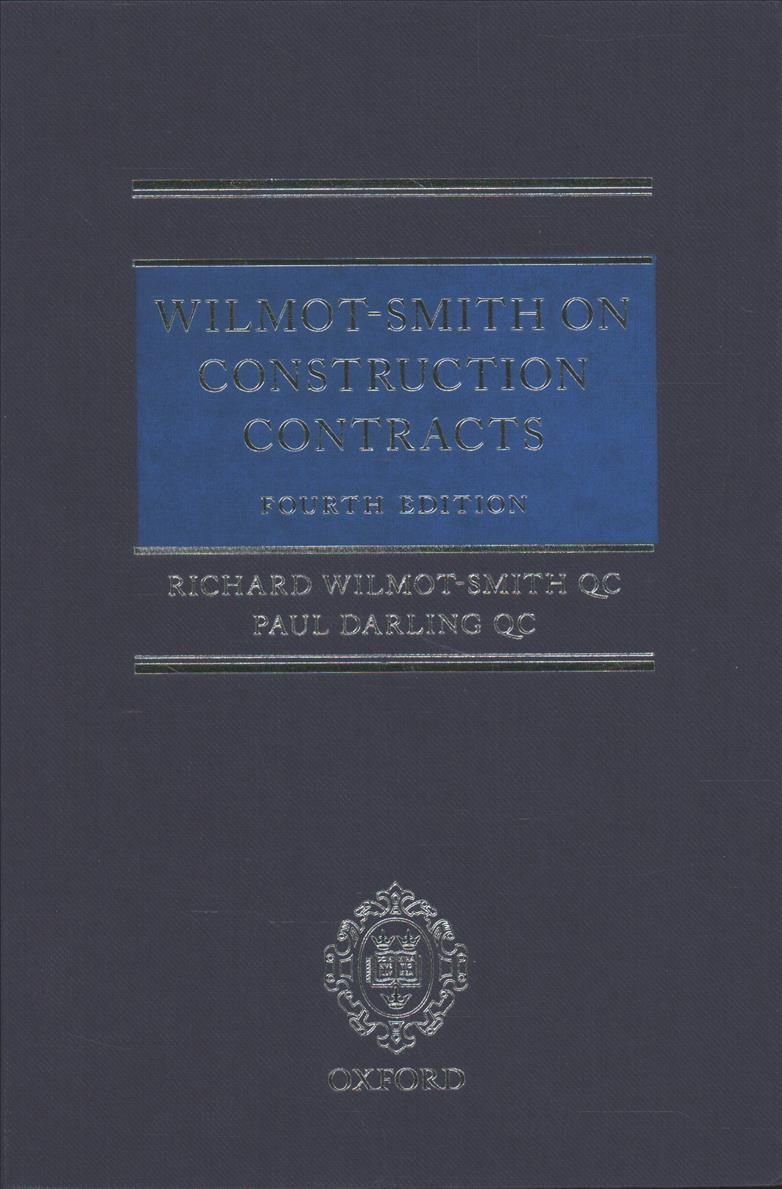 WILMOT-SMITH ON
CONSTRUCTION
CONTRACTS
FOURTH EDITION
RICHARD WILMOT-SMITH QC
PAUL DARLING QC
OXFORD